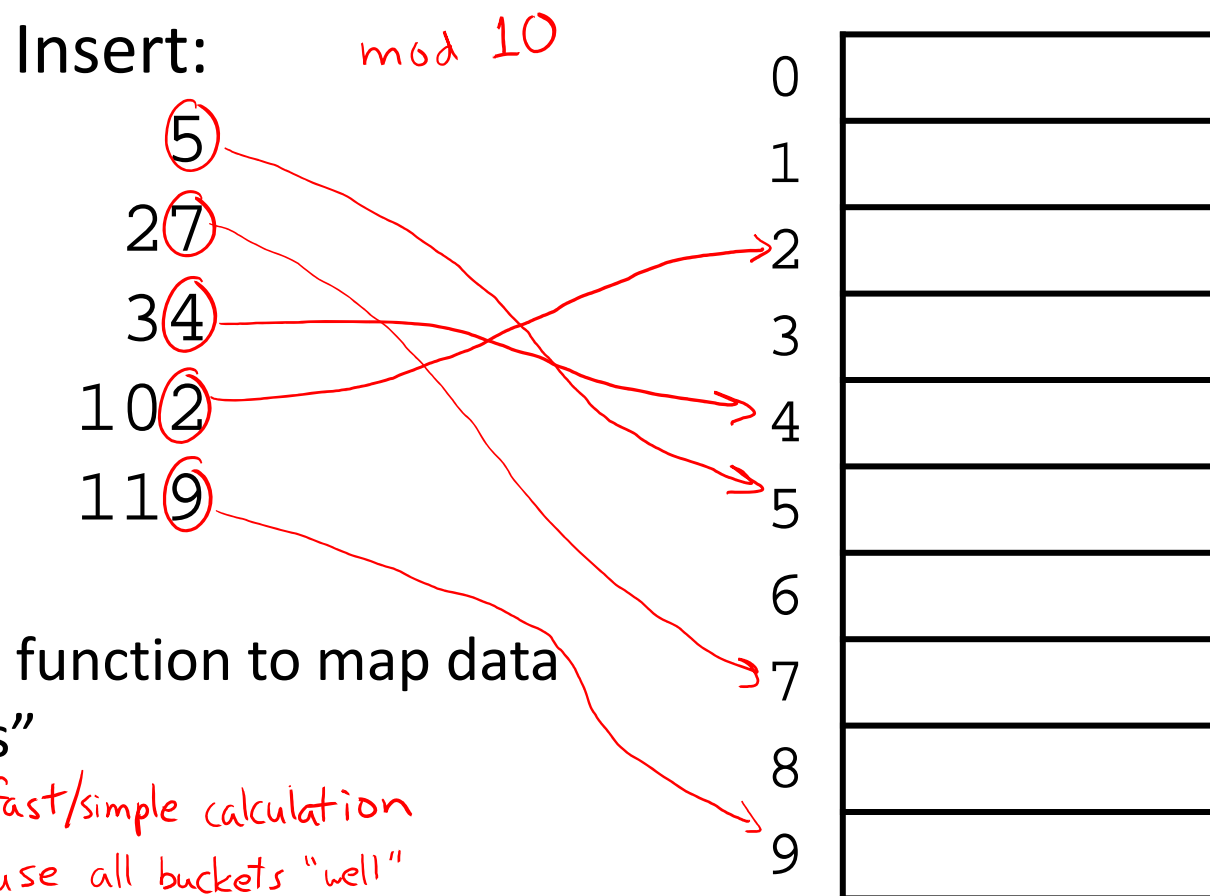 Insert:
mod 10
5
27
34
102
119
function to map data
s”
fast/simple calculation
use all buckets "well"
0
1
2
3
4
5
6
7
8
9